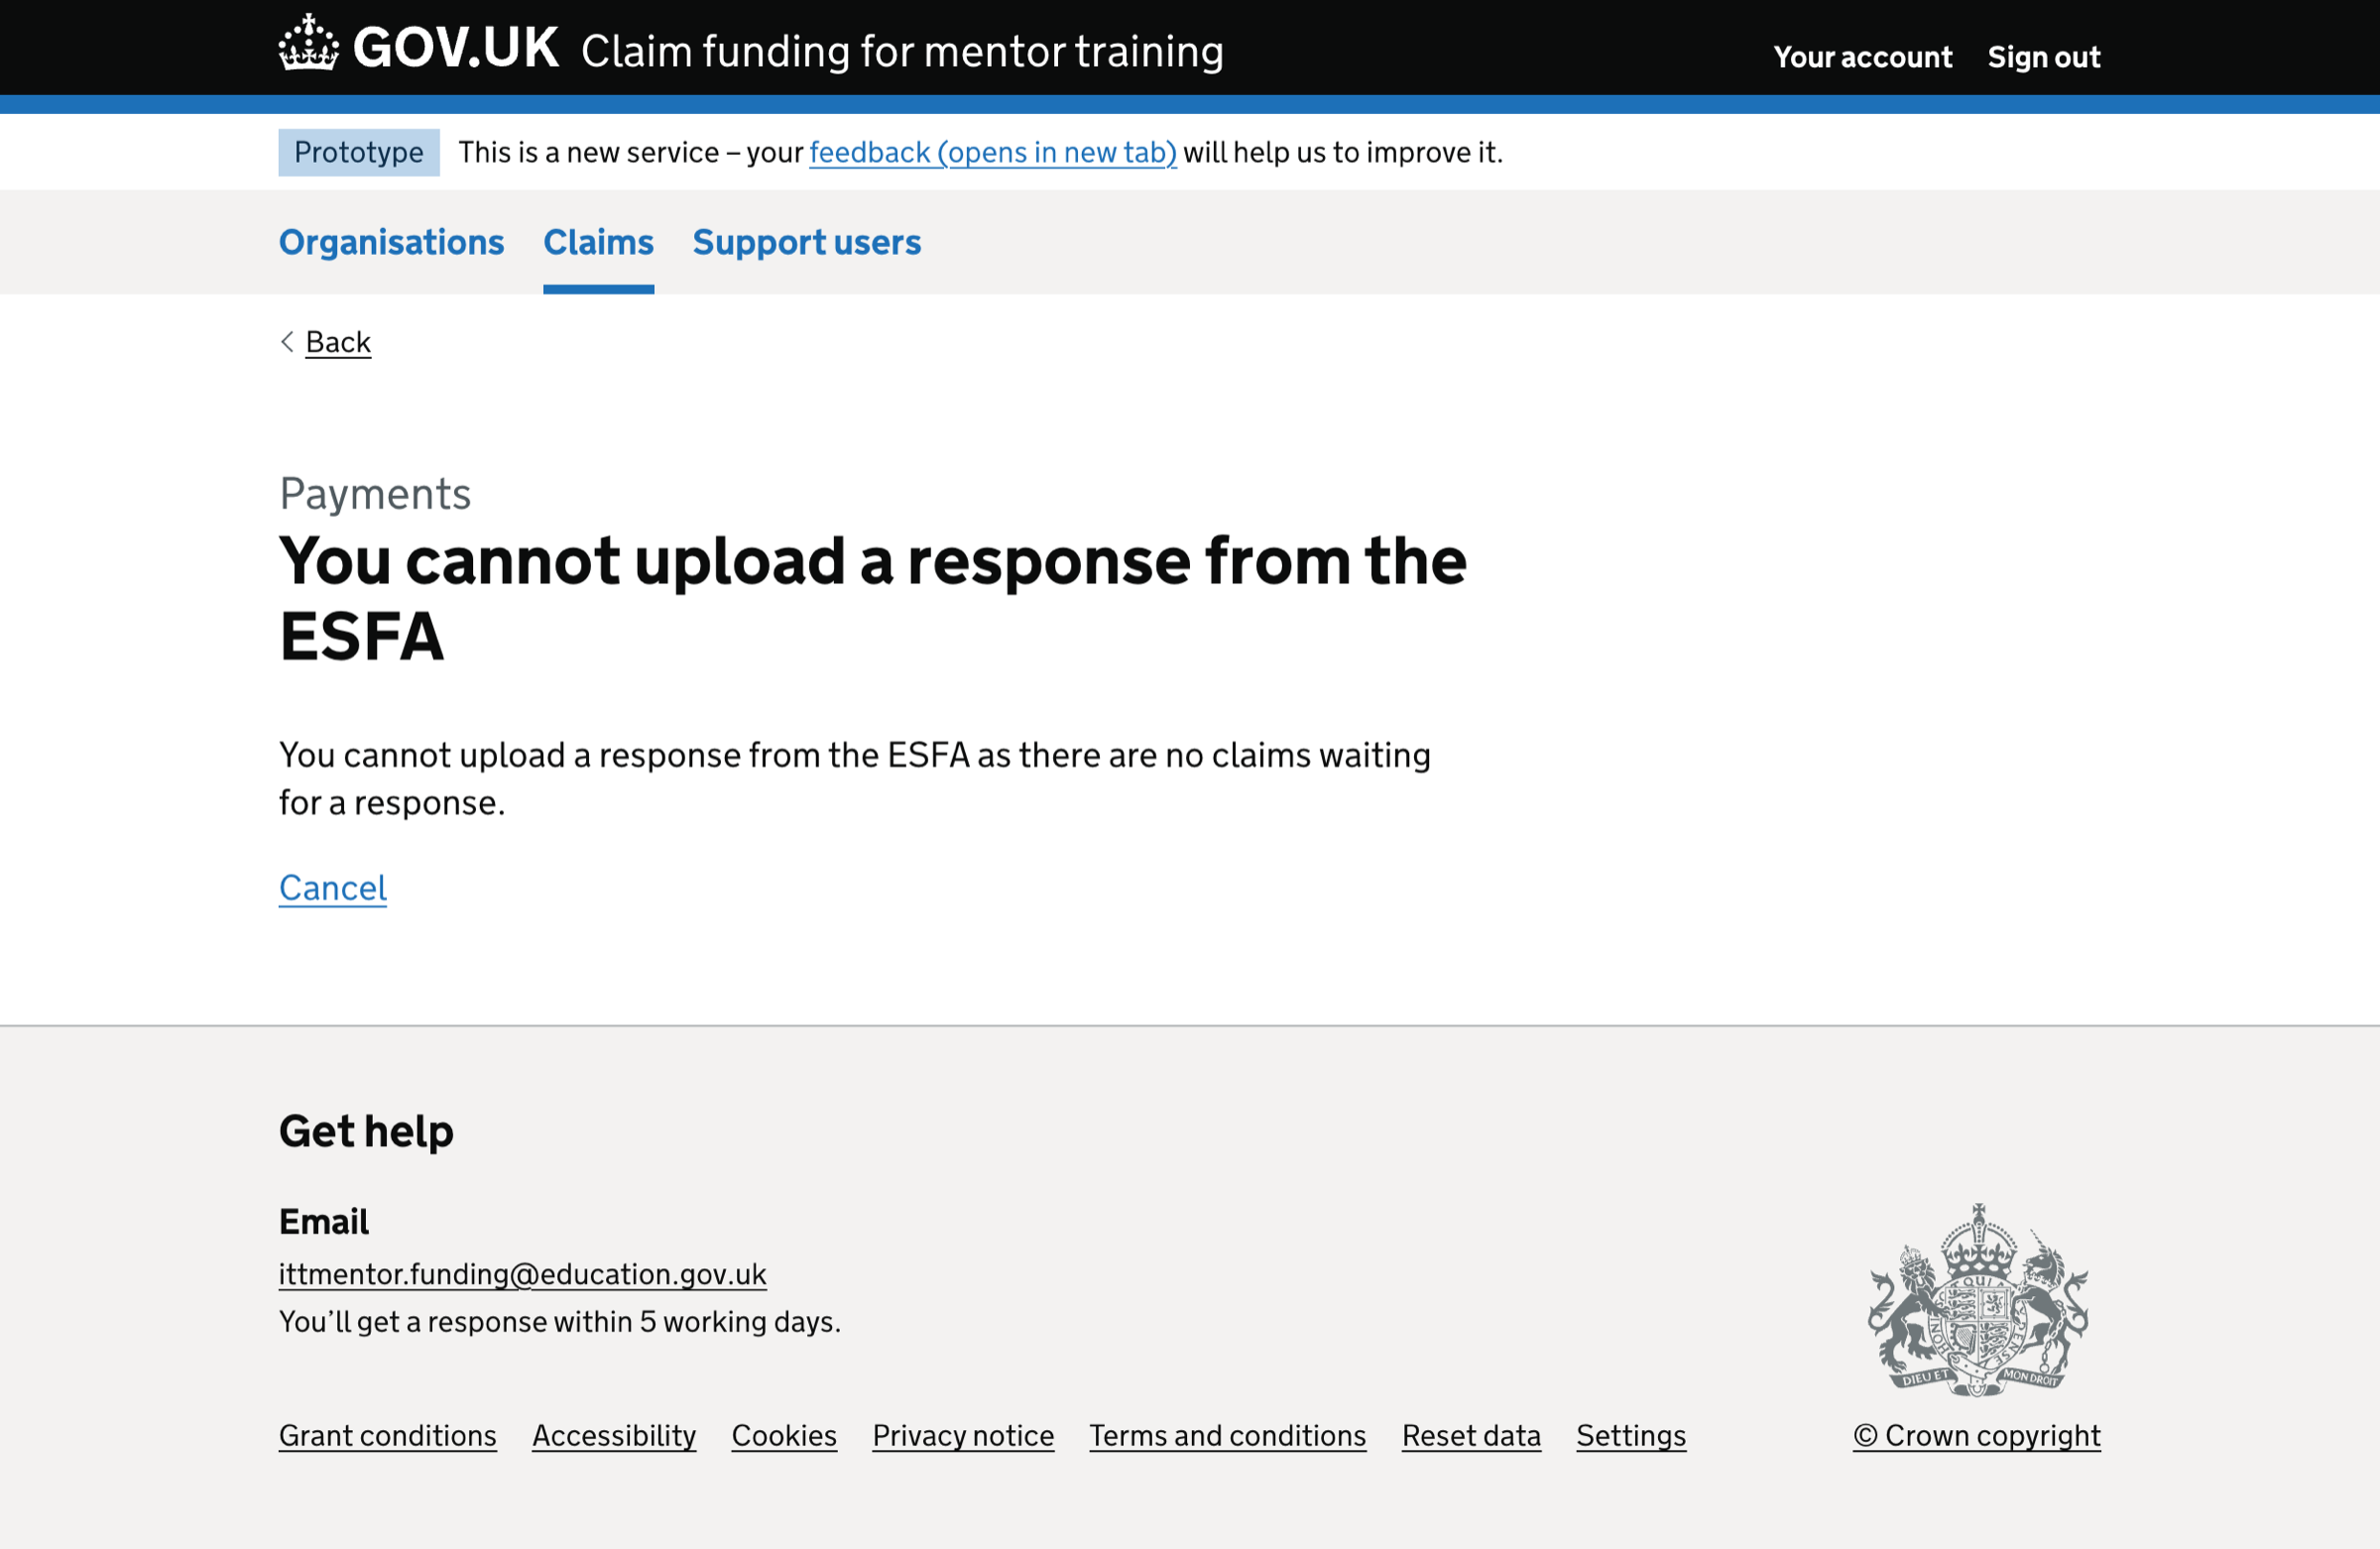 GOV.UK Claim funding for mentor training Your account Sign out
Prototype This is a new service – your feedback (opens in new tab) will help us to improve it.
Organisations Claims Support users
Back
Payments
You cannot upload a response from the
ESFA
You cannot upload a response from the ESFA as there are no claims waiting
for a response.
Cancel
Get help
Email
ittmentor.funding@education.gov.uk
You’ll get a response within 5 working days.
DIEU ET MON DROIT
Grant conditions Accessibility Cookies Privacy notice Terms and conditions Reset data Settings © Crown copyright